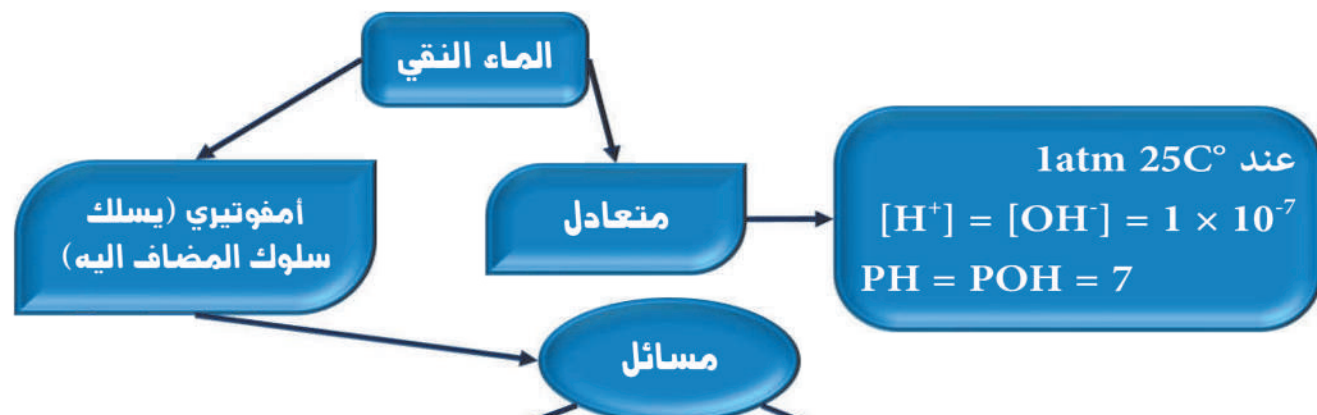 الماء النقي
عند 1atm 25C°
[H⁺] = [OH⁻] = 1 × 10⁻⁷
PH = POH = 7
متعادل
أمفوتيري (يسلك
سلوك المضاف اليه)
مسائل